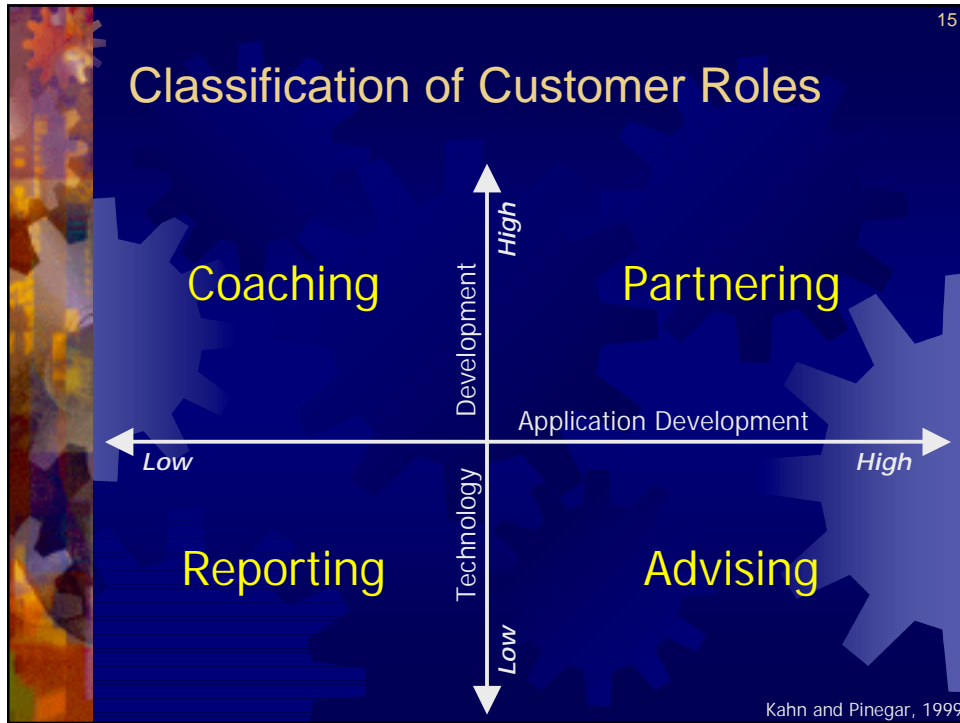 15
Classification of Customer Roles
High
Coaching
Partnering
Technology Development
Application Development
Low
High
Reporting
Advising
Low
Kahn and Pinegar, 1999